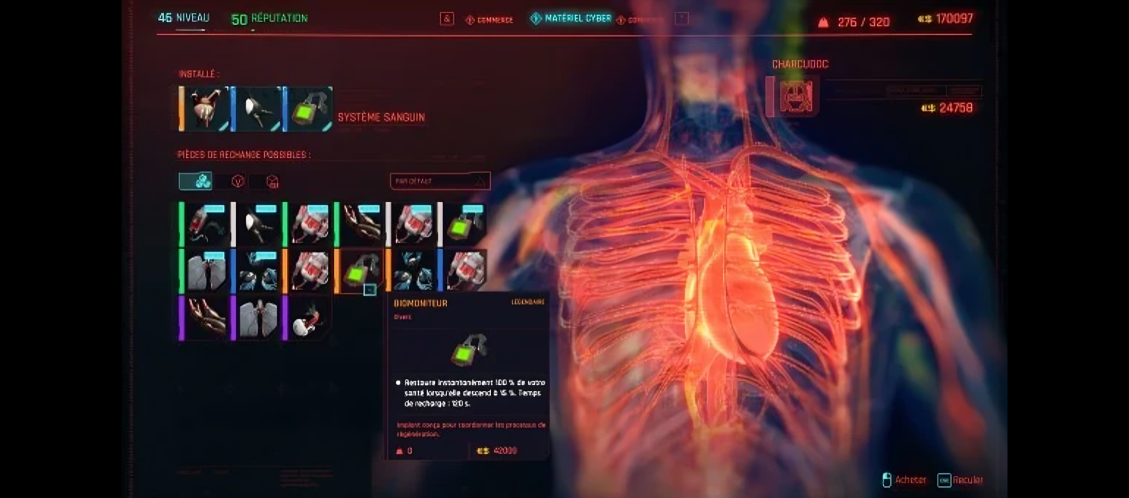 46 NIVEAU
50 RÉPUTATION
COMMERCE
MATÉRIEL CYBER
276 / 320
170097
INSTALLÉ :
SYSTÈME SANGUIN
CHARCUDOC
24758
PIÈCES DE RECHANGE POSSIBLES :
PAR DÉFAUT
BIOMONITEUR
LÉGENDAIRE
Divers
Restaure instantanément 100 % de votre
santé lorsqu'elle descend à 15 %. Temps
de recharge : 120 s.
Implant conçu pour coordonner les processus de
régénération.
0
42000
Acheter
Reculer